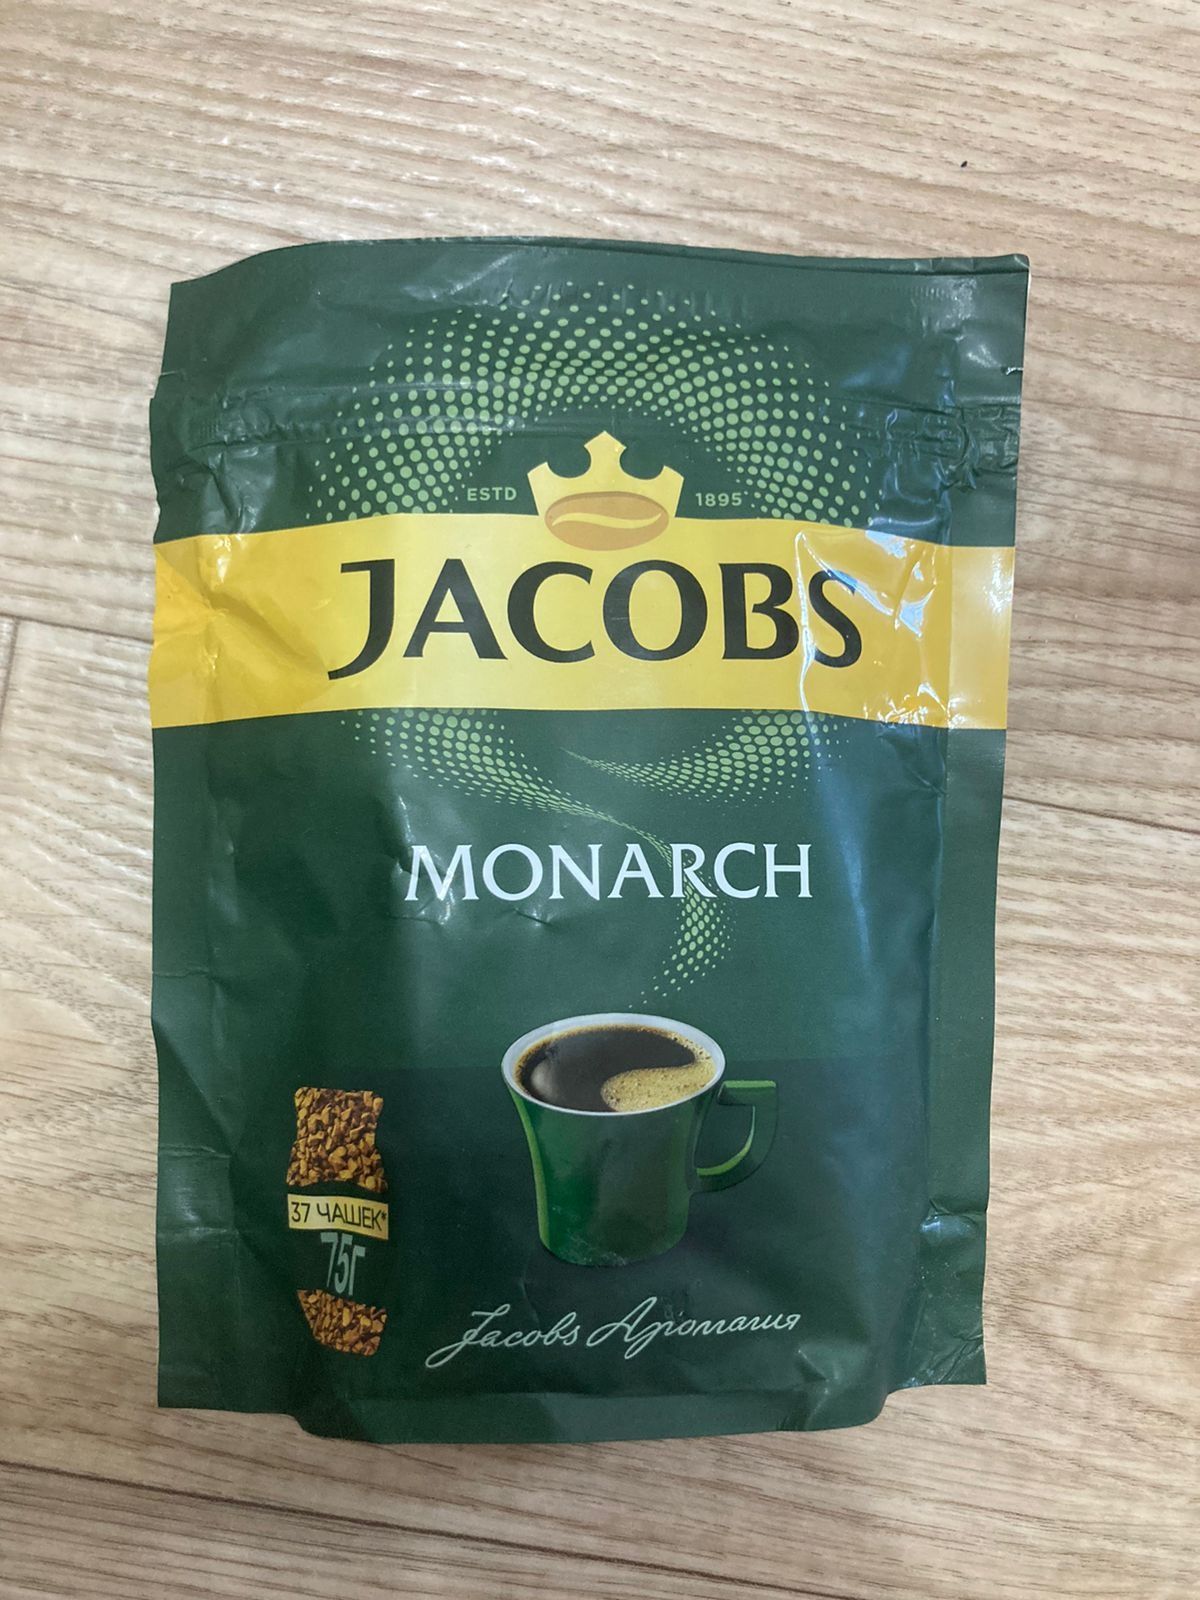 ESTD 1895
JACOBS
MONARCH
37 ЧАШЕК*
75Г
Jacobs Аромагия